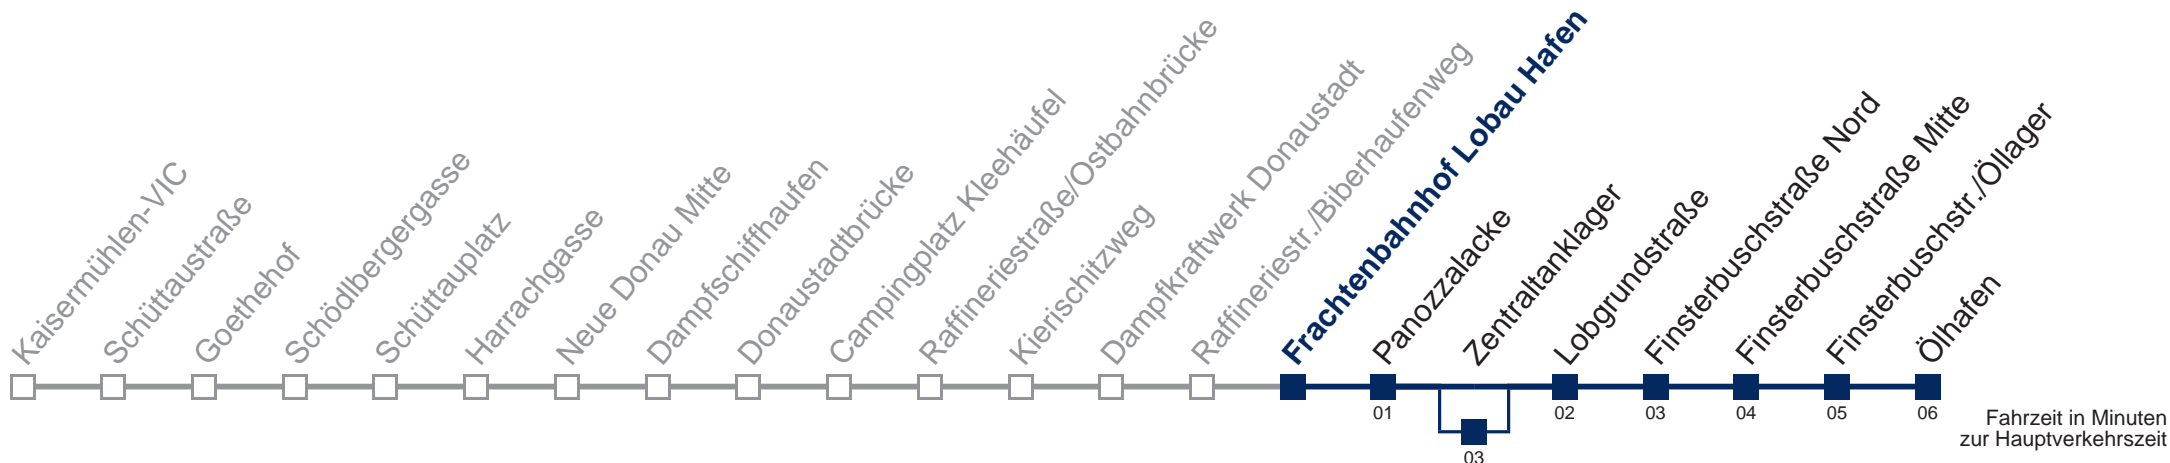 Kaisermühlen-VIC
Schüttaustraße
Goethehof
Schödlbergergasse
Schüttauplatz
Harrachgasse
Neue Donau Mitte
Dampfschiffhaufen
Donaustadtbrücke
Campingplatz Kleehäufel
Raffineriestraße/Ostbahnbrücke
Kierischitzweg
Dampfkraftwerk Donaustadt
Raffineriestr./Biberhaufenweg
Frachtenbahnhof Lobau Hafen
Panozzalacke
Zentraltanklager
Lobgrundstraße
Finsterbuschstraße Nord
Finsterbuschstraße Mitte
Finsterbuschstr./Öllager
Ölhafen
01
03
02
03
04
05
06
Fahrzeit in Minuten
zur Hauptverkehrszeit